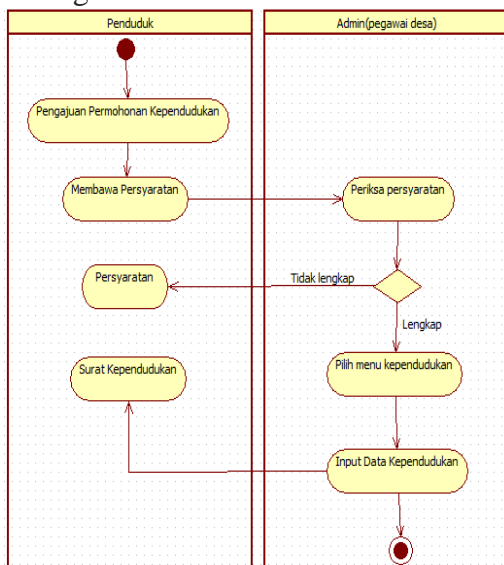 Penduduk
Admin(pegawai desa)
Pengajuan Permohonan Kependudukan
Membawa Persyaratan
Periksa persyaratan
Persyaratan
Tidak lengkap
Lengkap
Surat Kependudukan
Pilih menu kependudukan
Input Data Kependudukan